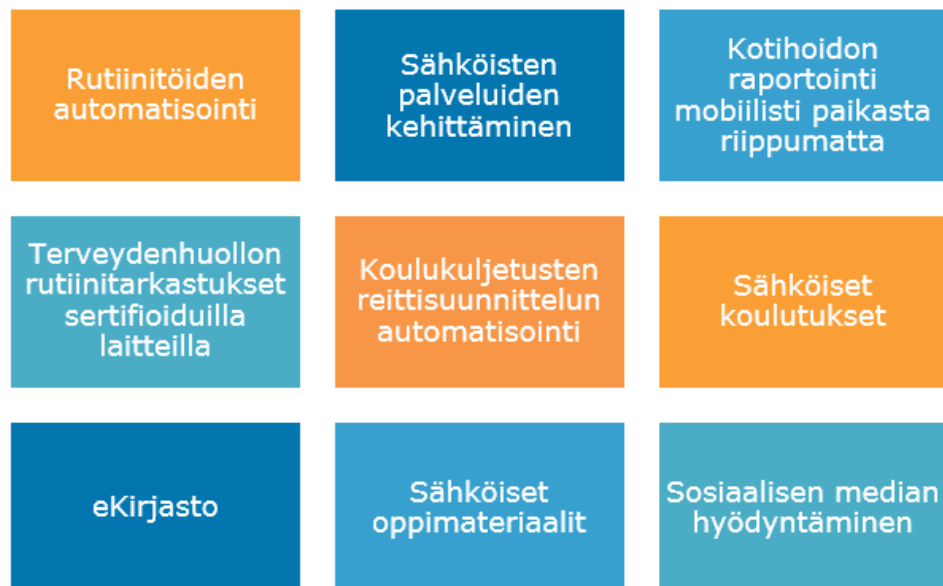 Rutiinitöiden
automatisointi
Sähköisten
palveluiden
kehittäminen
Kotihoidon
raportointi
mobiilisti paikasta
riippumatta
Terveydenhuollon
rutiinitarkastukset
sertifioiduilla
laitteilla
Koulukuljetusten
reittisuunnittelun
automatisointi
Sähköiset
koulutukset
eKirjasto
Sähköiset
oppimateriaalit
Sosiaalisen median
hyödyntäminen